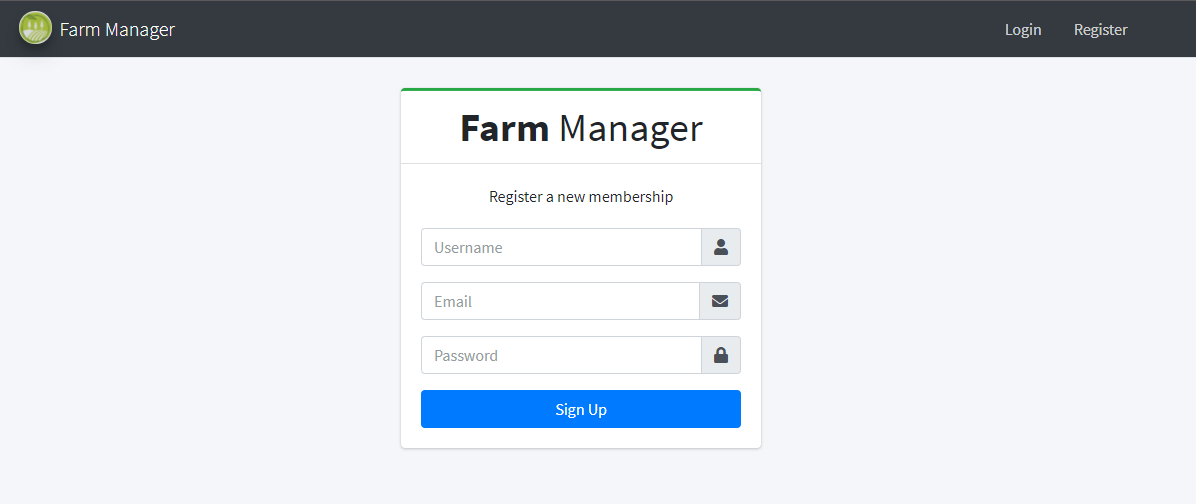 Farm Manager
Login
Register
Farm Manager
Register a new membership
Username
Email
Password
Sign Up